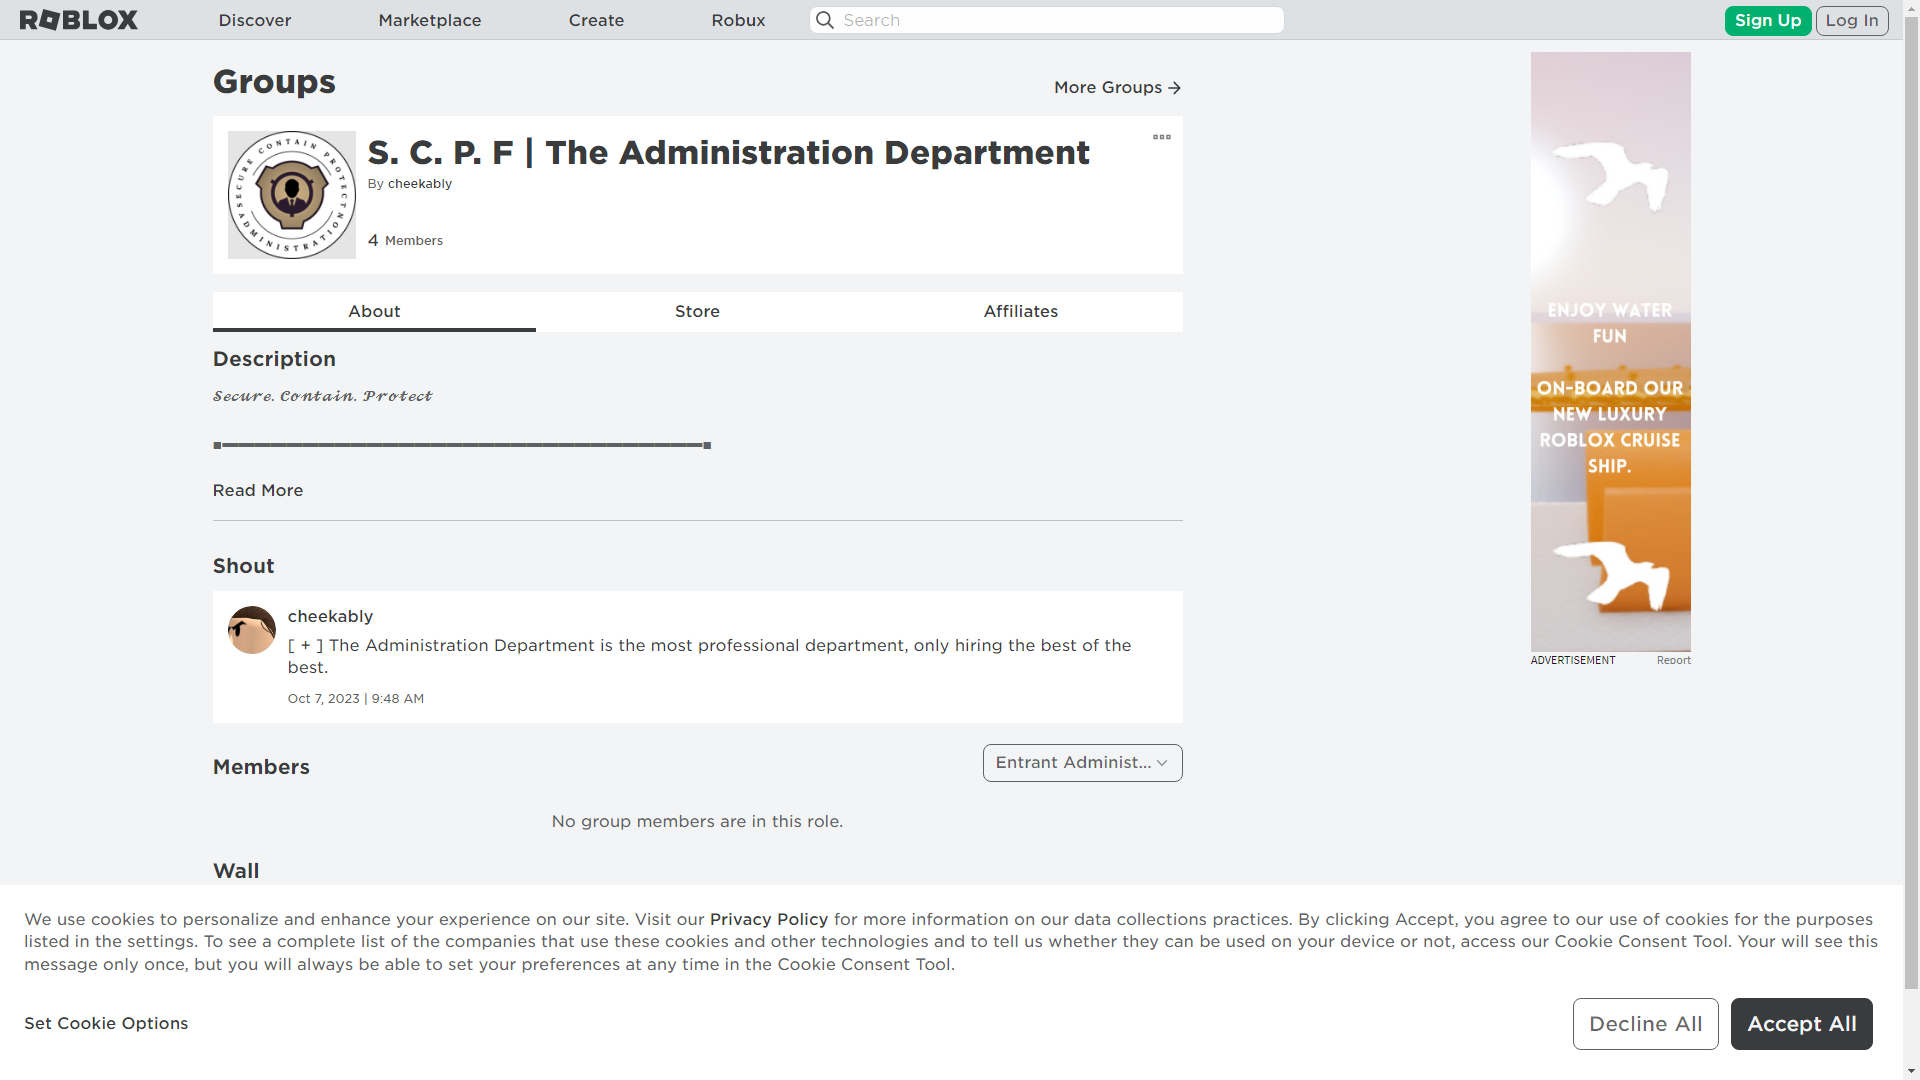 ROBLOX
Discover
Marketplace
Create
Robux
Search
Sign Up
Log In
Groups
More Groups
SECURE CONTAIN PROTECT
ADMINISTRATION
S. C. P. F | The Administration Department
By cheekably
4 Members
About
Store
Affiliates
Description
𝓢𝓮𝓬𝓾𝓻𝓮. 𝓒𝓸𝓷𝓽𝓪𝓲𝓷. 𝓟𝓻𝓸𝓽𝓮𝓬𝓽
Read More
Shout
cheekably
[ + ] The Administration Department is the most professional department, only hiring the best of the
best.
Oct 7, 2023 | 9:48 AM
Members
Entrant Administ...
No group members are in this role.
Wall
ENJOY WATER
FUN
ON-BOARD OUR
NEW LUXURY
ROBLOX CRUISE
SHIP.
ADVERTISEMENT
Report
We use cookies to personalize and enhance your experience on our site. Visit our Privacy Policy for more information on our data collections practices. By clicking Accept, you agree to our use of cookies for the purposes
listed in the settings. To see a complete list of the companies that use these cookies and other technologies and to tell us whether they can be used on your device or not, access our Cookie Consent Tool. Your will see this
message only once, but you will always be able to set your preferences at any time in the Cookie Consent Tool.
Set Cookie Options
Decline All
Accept All